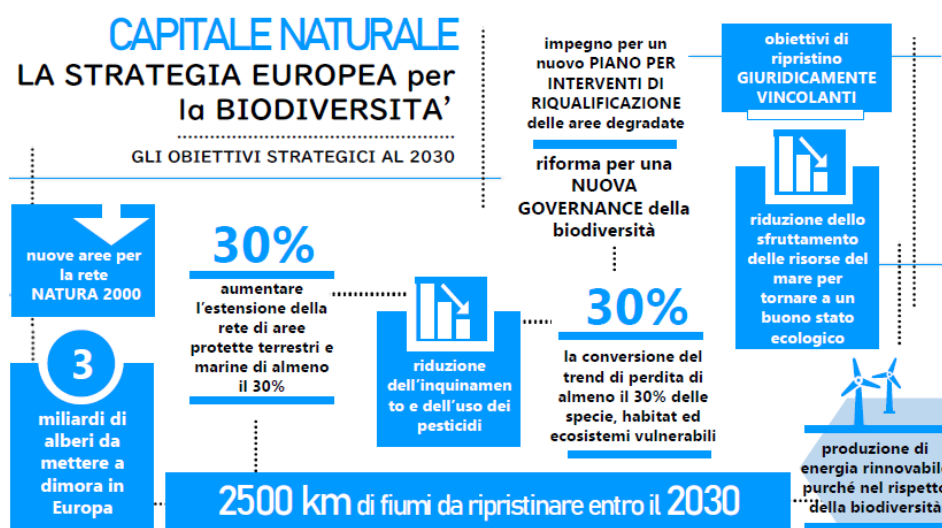 CAPITALE NATURALE
LA STRATEGIA EUROPEA per
la BIODIVERSITA’
GLI OBIETTIVI STRATEGICI AL 2030
impegno per un
nuovo PIANO PER
INTERVENTI DI
RIQUALIFICAZIONE
delle aree degradate
riforma per una
NUOVA
GOVERNANCE della
biodiversità
obiettivi di
ripristino
GIURIDICAMENTE
VINCOLANTI
riduzione dello
sfruttamento
delle risorse del
mare per
tornare a un
buono stato
ecologico
nuove aree per
la rete
NATURA 2000
30%
aumentare
l’estensione della
rete di aree
protette terrestri e
marine di almeno
il 30%
riduzione
dell’inquinamen
to e dell’uso dei
pesticidi
30%
la conversione del
trend di perdita di
almeno il 30% delle
specie, habitat ed
ecosistemi vulnerabili
3
miliardi di
alberi da
mettere a
dimora in
Europa
produzione di
energia rinnovabile
purché nel rispetto
della biodiversità
2500 km di fiumi da ripristinare entro il 2030